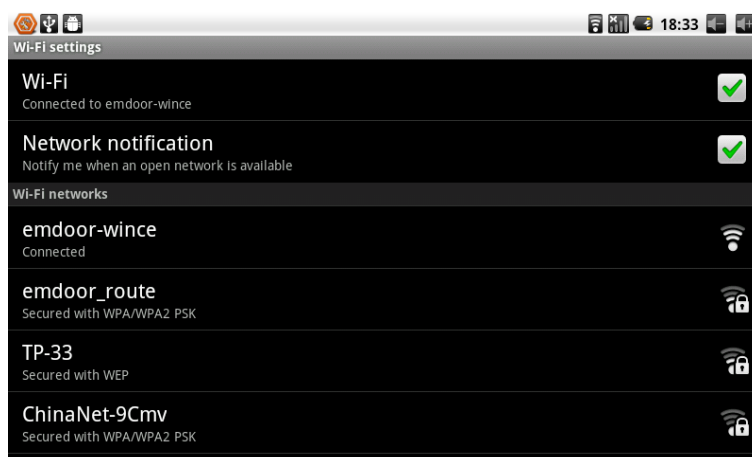 18:33
Wi-Fi settings
Wi-Fi
Connected to emdoor-wince
Network notification
Notify me when an open network is available
Wi-Fi networks
emdoor-wince
Connected
emdoor_route
Secured with WPA/WPA2 PSK
TP-33
Secured with WEP
ChinaNet-9Cmv
Secured with WPA/WPA2 PSK